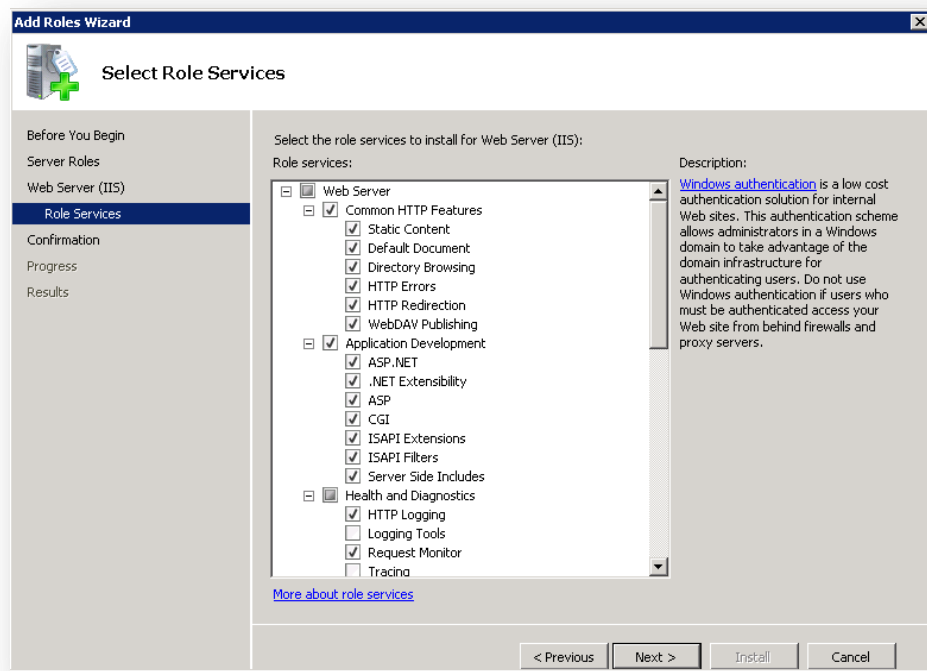 Add Roles Wizard
Select Role Services
Before You Begin
Server Roles
Web Server (IIS)
Role Services
Confirmation
Progress
Results
Select the role services to install for Web Server (IIS):
Role services:
Web Server
Common HTTP Features
Static Content
Default Document
Directory Browsing
HTTP Errors
HTTP Redirection
WebDAV Publishing
Application Development
ASP.NET
.NET Extensibility
ASP
CGI
ISAPI Extensions
ISAPI Filters
Server Side Includes
Health and Diagnostics
HTTP Logging
Logging Tools
Request Monitor
Tracing
More about role services
Description:
Windows authentication is a low cost
authentication solution for internal
Web sites. This authentication scheme
allows administrators in a Windows
domain to take advantage of the
domain infrastructure for
authenticating users. Do not use
Windows authentication if users who
must be authenticated access your
Web site from behind firewalls and
proxy servers.
< Previous
Next >
Install
Cancel